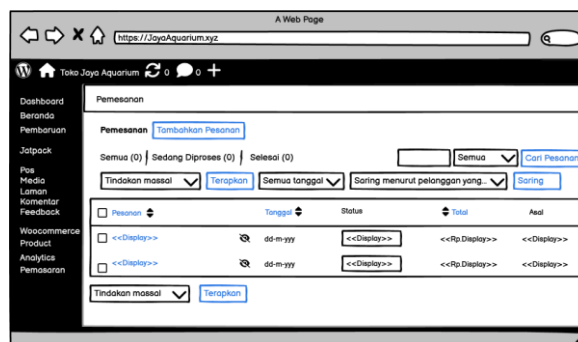 A Web Page
https://JayaAquarium.xyz
Toko Jaya Aquarium 0 0
Dashboard
Beranda
Pembaruan
Jatpack
Pos
Media
Laman
Komentar
Feedback
Woocommerce
Product
Analytics
Pemasaran
Pemesanan
Pemesanan Tambahkan Pesanan
Semua (0) Sedang Diproses (0) Selesai (0)
Semua Cari Pesanan
Tindakan massal Terapkan Semua tanggal Saring menurut pelanggan yang... Saring
Pesanan Tanggal Status Total Asal
<<Display>> dd-m-yyy <<Display>> <<Rp.Display>> <<Display>>
<<Display>> dd-m-yyy <<Display>> <<Rp.Display>> <<Display>>
Tindakan massal Terapkan